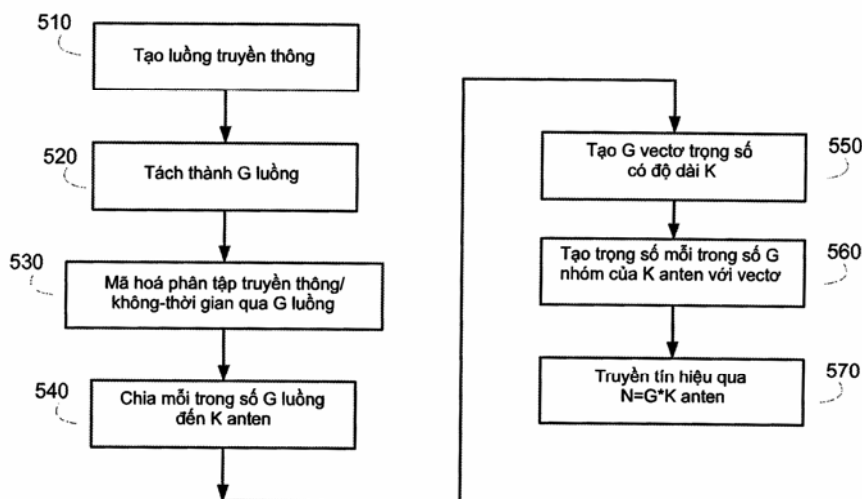 510
Tạo luồng truyền thông
520
Tách thành G luồng
530
Mã hoá phân tập truyền thông/
không-thời gian qua G luồng
540
Chia mỗi trong số G luồng
đến K anten
550
Tạo G vectơ trọng số
có độ dài K
560
Tạo trọng số mỗi trong số G
nhóm của K anten với vectơ
570
Truyền tín hiệu qua
N=G*K anten